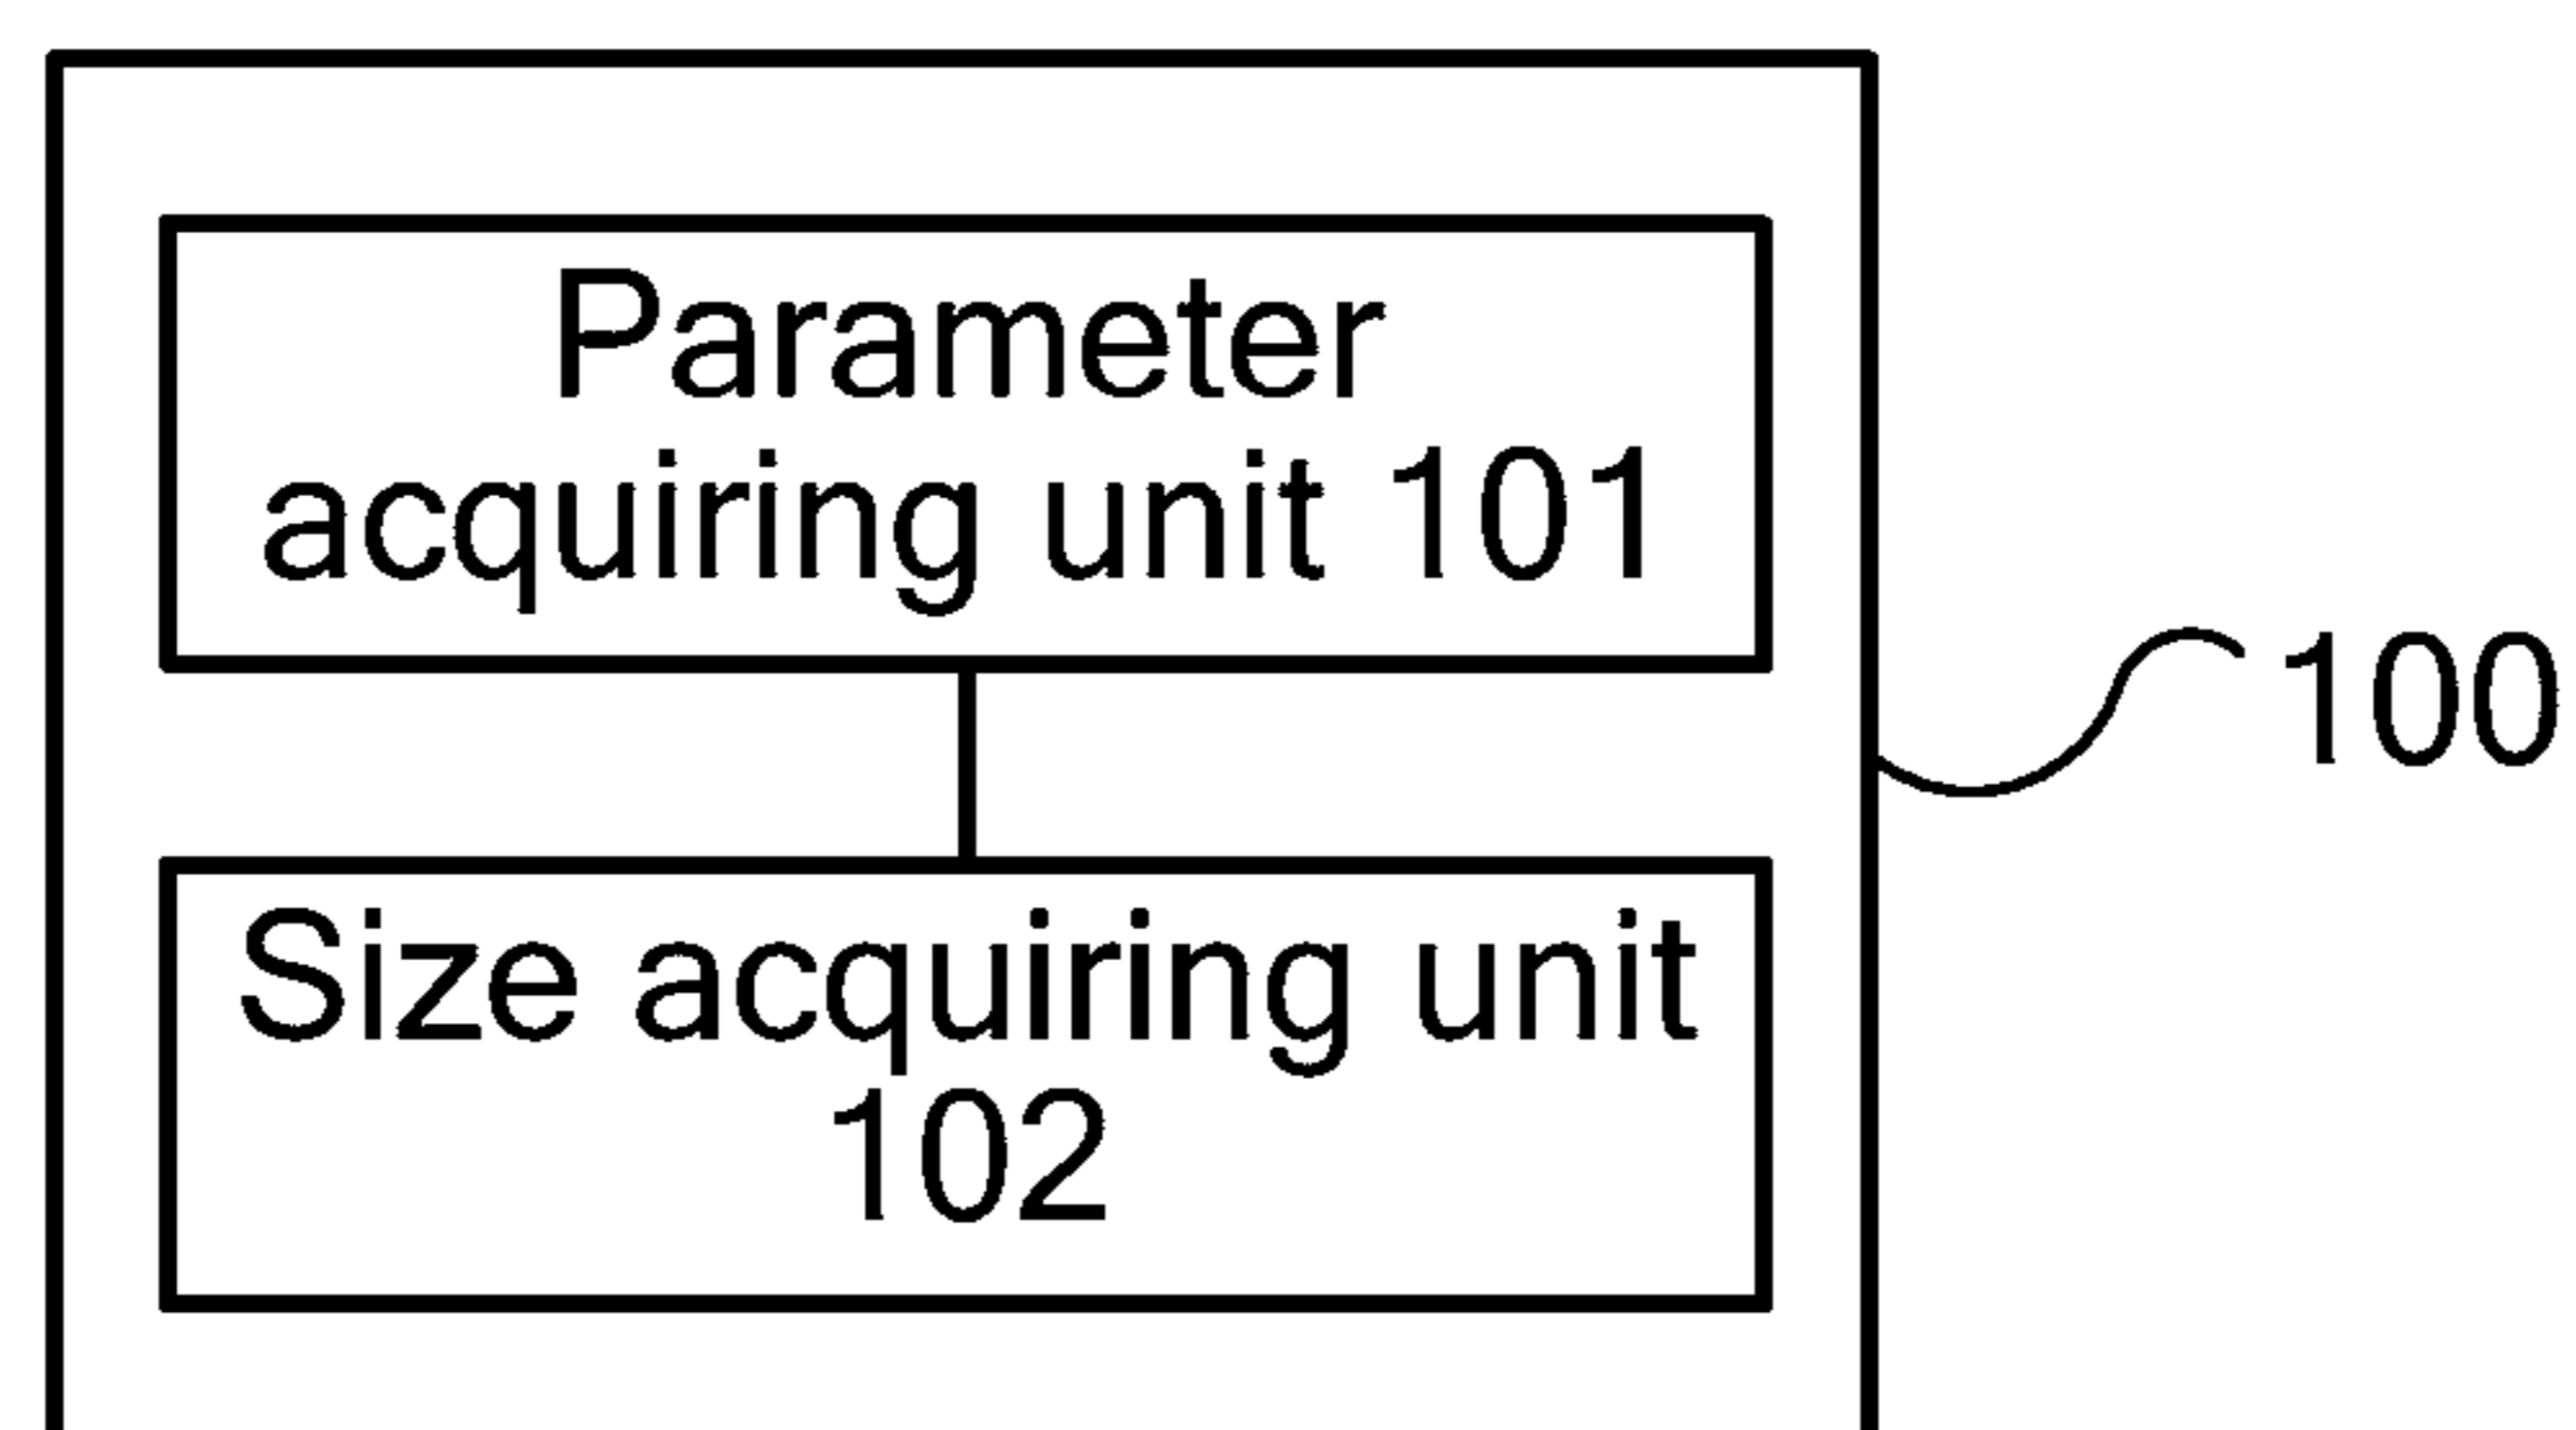 Parameter
acquiring unit 101
100
Size acquiring unit
102